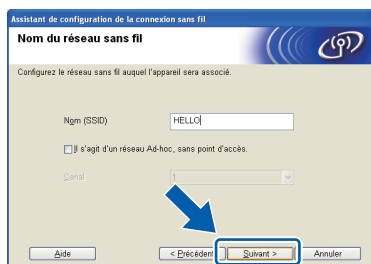 Assistant de configuration de la connexion sans fil
Nom du réseau sans fil
Configurez le réseau sans fil auquel l'appareil sera associé.
Nom (SSID) HELLO
Il s'agit d'un réseau Ad-hoc, sans point d'accès.
Canal 1
Aide < Précédent Suivant > Annuler